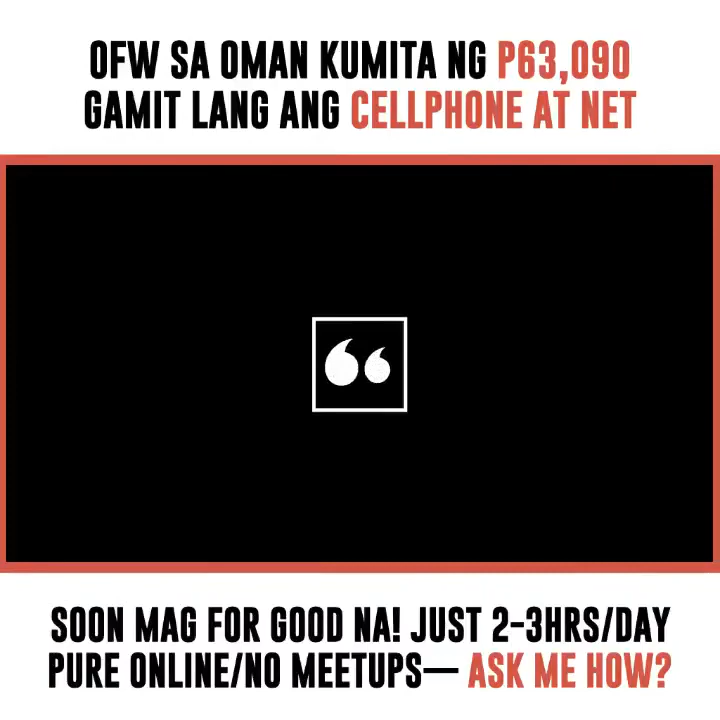 OFW SA OMAN KUMITA NG P63,090
GAMIT LANG ANG CELLPHONE AT NET
SOON MAG FOR GOOD NA! JUST 2-3HRS/DAY
PURE ONLINE/NO MEETUPS— ASK ME HOW?